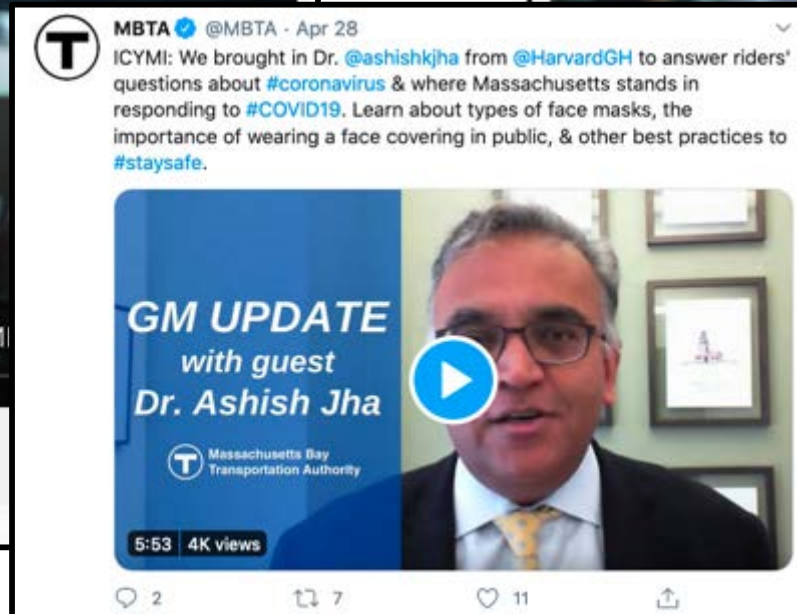 MBTA @MBTA · Apr 28
ICYMI: We brought in Dr. @ashishkjha from @HarvardGH to answer riders'
questions about #coronavirus & where Massachusetts stands in
responding to #COVID19. Learn about types of face masks, the
importance of wearing a face covering in public, & other best practices to
#staysafe.
GM UPDATE
with guest
Dr. Ashish Jha
T Massachusetts Bay
Transportation Authority
5:53 4K views
2 7 11